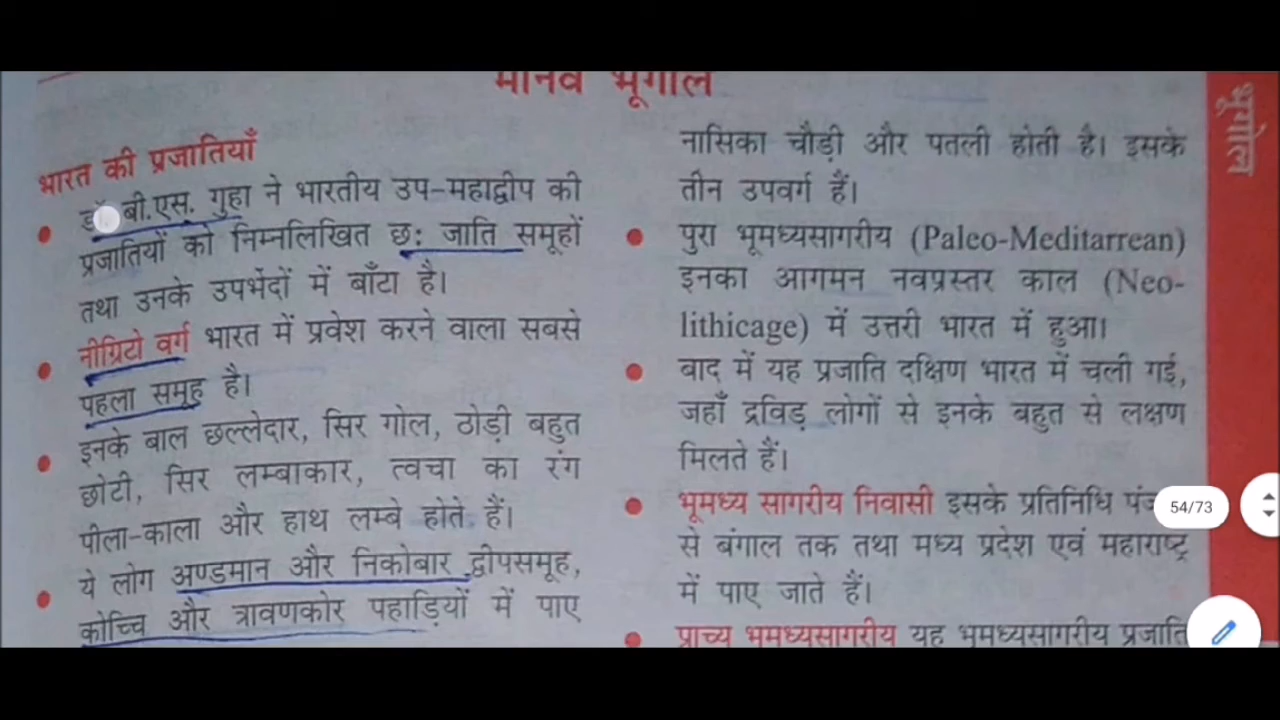 मानव भूगोल
भूगोल
भारत की प्रजातियाँ
डॉ. बी.एस. गुहा ने भारतीय उप-महाद्वीप की
प्रजातियों को निम्नलिखित छः जाति समूहों
तथा उनके उपर्भेदों में बाँटा है।
नीग्रिटो वर्ग भारत में प्रवेश करने वाला सबसे
पहला समूह है।
इनके बाल छल्लेदार, सिर गोल, ठोड़ी बहुत
छोटी, सिर लम्बाकार, त्वचा का रंग
पीला-काला और हाथ लम्बे होते हैं।
ये लोग अण्डमान और निकोबार द्वीपसमूह,
कोच्चि और त्रावणकोर पहाड़ियों में पाए
नासिका चौड़ी और पतली होती है। इसके
तीन उपवर्ग हैं।
पुरा भूमध्यसागरीय (Paleo-Meditarrean)
इनका आगमन नवप्रस्तर काल (Neo-
lithicage) में उत्तरी भारत में हुआ।
बाद में यह प्रजाति दक्षिण भारत में चली गई,
जहाँ द्रविड़ लोगों से इनके बहुत से लक्षण
मिलते हैं।
भूमध्य सागरीय निवासी इसके प्रतिनिधि
से बंगाल तक तथा मध्य प्रदेश एवं महाराष्ट्र
में पाए जाते हैं।
प्राच्य भूमध्यसागरीय यह भूमध्यसागरीय प्रजाति
54/73